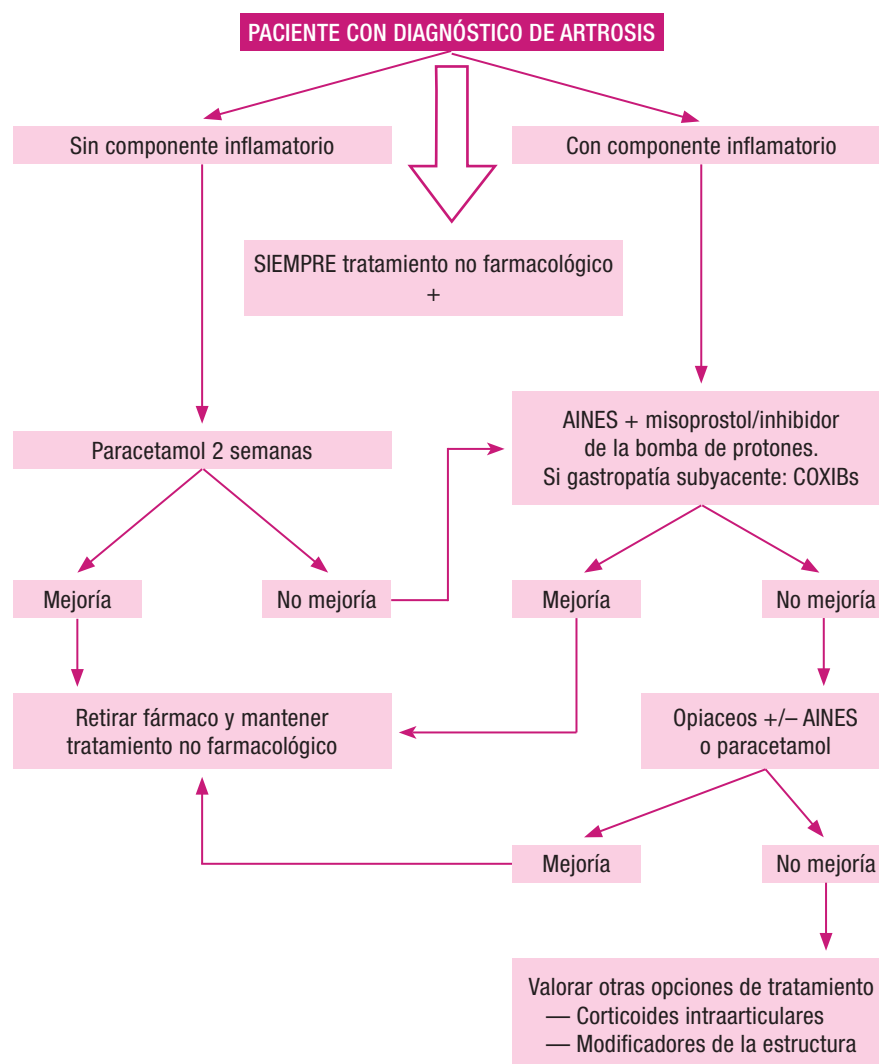 PACIENTE CON DIAGNÓSTICO DE ARTROSIS
Sin componente inflamatorio
Con componente inflamatorio
SIEMPRE tratamiento no farmacológico
+
Paracetamol 2 semanas
AINES + misoprostol/inhibidor
de la bomba de protones.
Si gastropatía subyacente: COXIBs
Mejoría
No mejoría
Mejoría
No mejoría
Retirar fármaco y mantener
tratamiento no farmacológico
Opiaceos +/– AINES
o paracetamol
Mejoría
No mejoría
Valorar otras opciones de tratamiento
— Corticoides intraarticulares
— Modificadores de la estructura